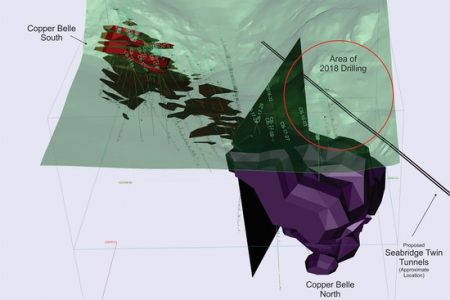 Copper Belle
South
Area of
2018 Drilling
Proposed
Seabridge Twin
Tunnels
(Approximate
Location)
Copper Belle
North